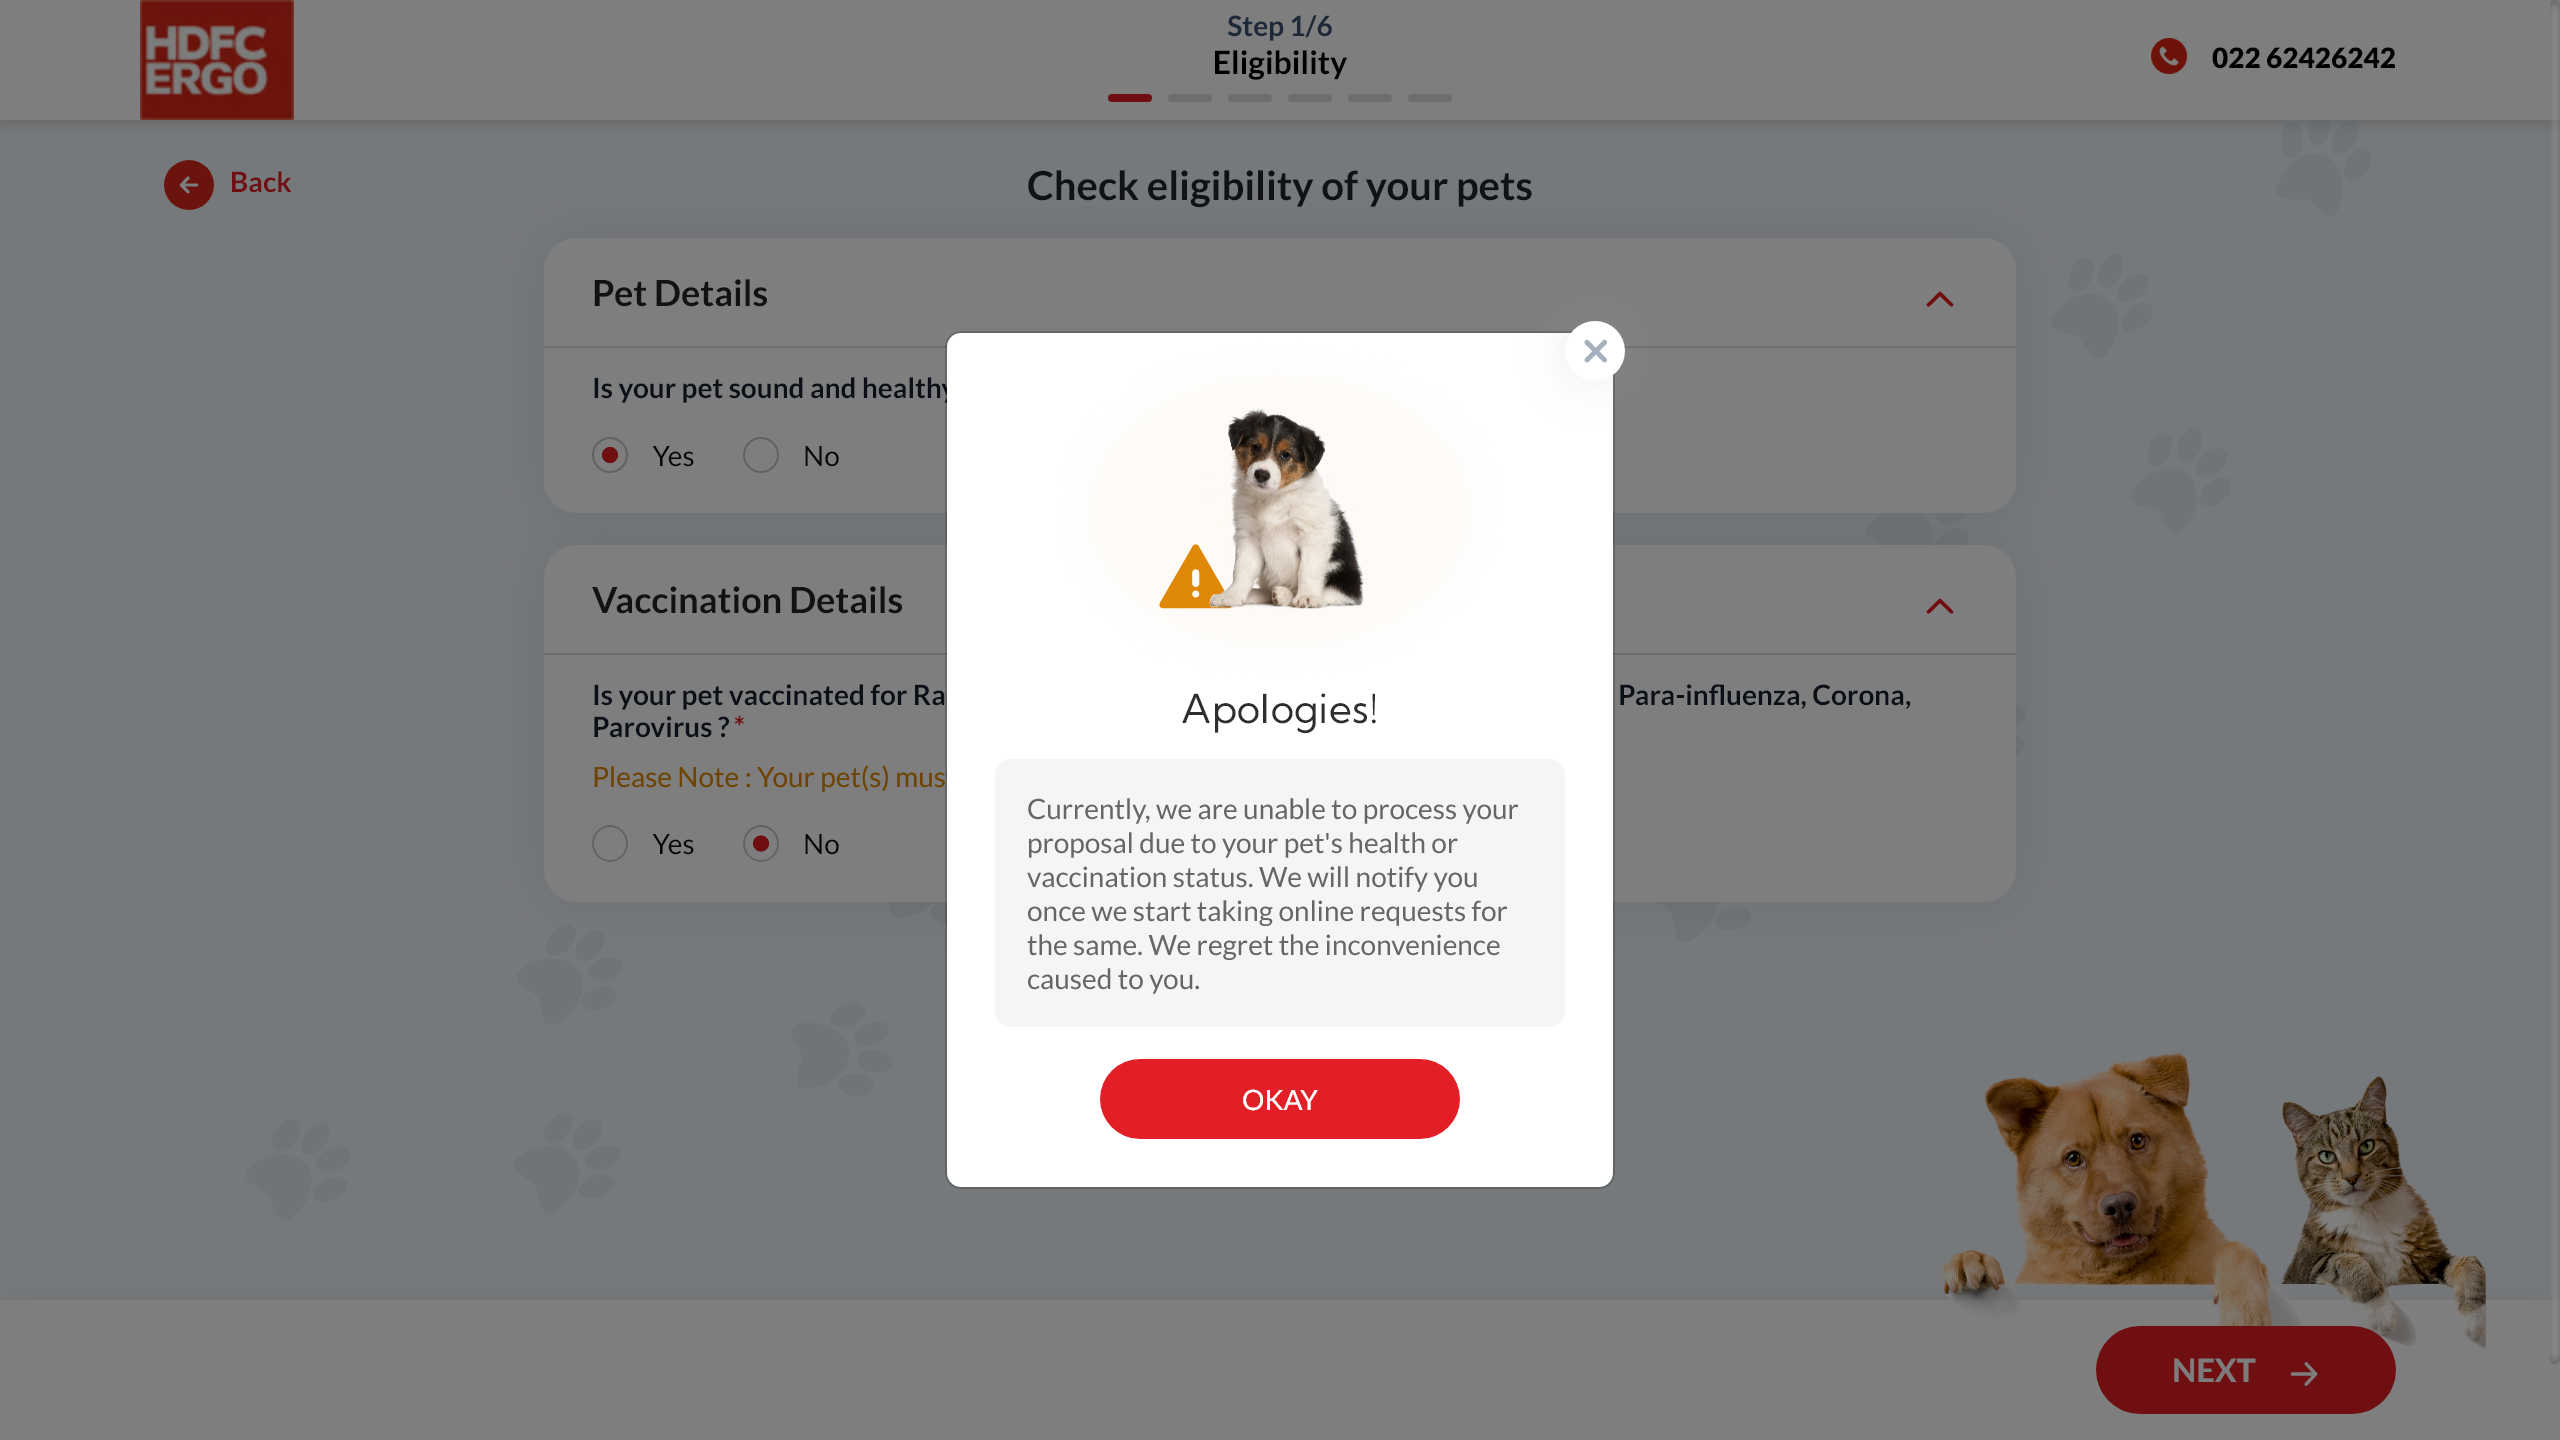 HDFC
ERGO
Step 1/6
Eligibility
022 62426242
Back
Check eligibility of your pets
Pet Details
Is your pet sound and healthy
Yes No
Vaccination Details
Is your pet vaccinated for Para-influenza, Corona,
Parovirus ? *
Please Note : Your pet(s)
Yes No
Apologies!
Currently, we are unable to process your
proposal due to your pet's health or
vaccination status. We will notify you
once we start taking online requests for
the same. We regret the inconvenience
caused to you.
OKAY
NEXT